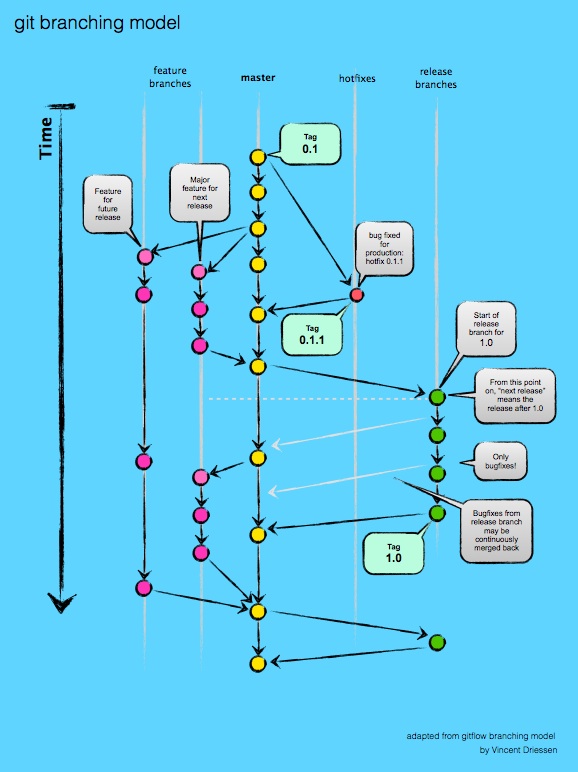 git branching model
feature
branches
master
hotfixes
release
branches
Time
Tag
0.1
Feature
for
future
release
Major
feature for
next
release
bug fixed
for
production:
hotfix 0.1.1
Tag
0.1.1
Start of
release
branch for
1.0
From this point
on, "next release"
means the
release after 1.0
Only
bugfixes!
Bugfixes from
release branch
may be
continuously
merged back
Tag
1.0
adapted from gitflow branching model
by Vincent Driessen